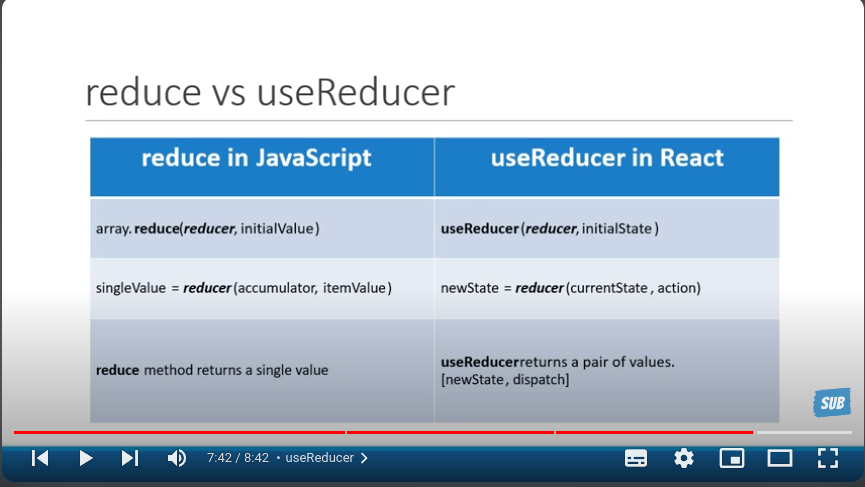 reduce vs useReducer
reduce in JavaScript
useReducer in React
array.reduce(reducer, initialValue)
useReducer(reducer, initialState)
singleValue = reducer(accumulator, itemValue)
newState = reducer(currentState, action)
reduce method returns a single value
useReducerreturns a pair of values.
[newState, dispatch]
SUB
7:42 / 8:42 • useReducer >